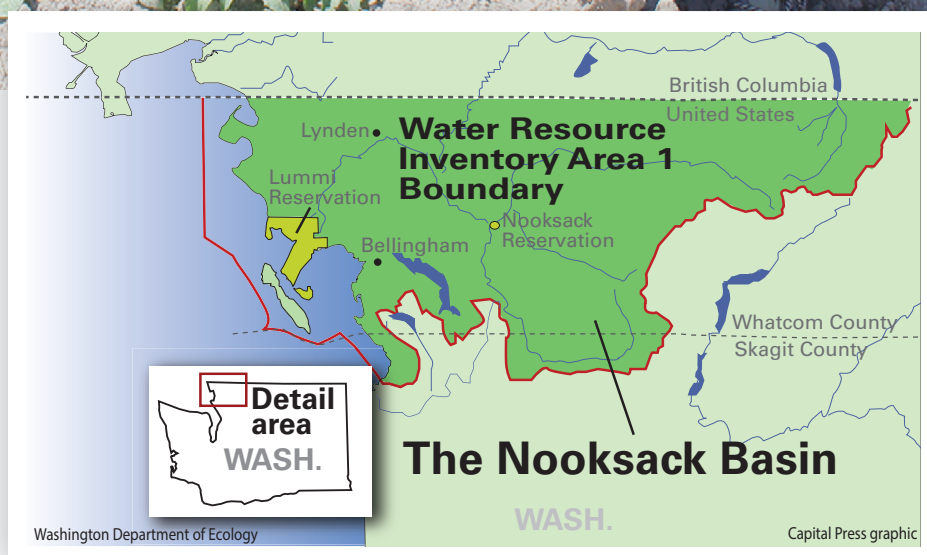 British Columbia
United States
Lynden
Water Resource
Inventory Area 1
Boundary
Lummi
Reservation
Nooksack
Reservation
Bellingham
Whatcom County
Skagit County
Detail
area
WASH.
The Nooksack Basin
WASH.
Washington Department of Ecology
Capital Press graphic